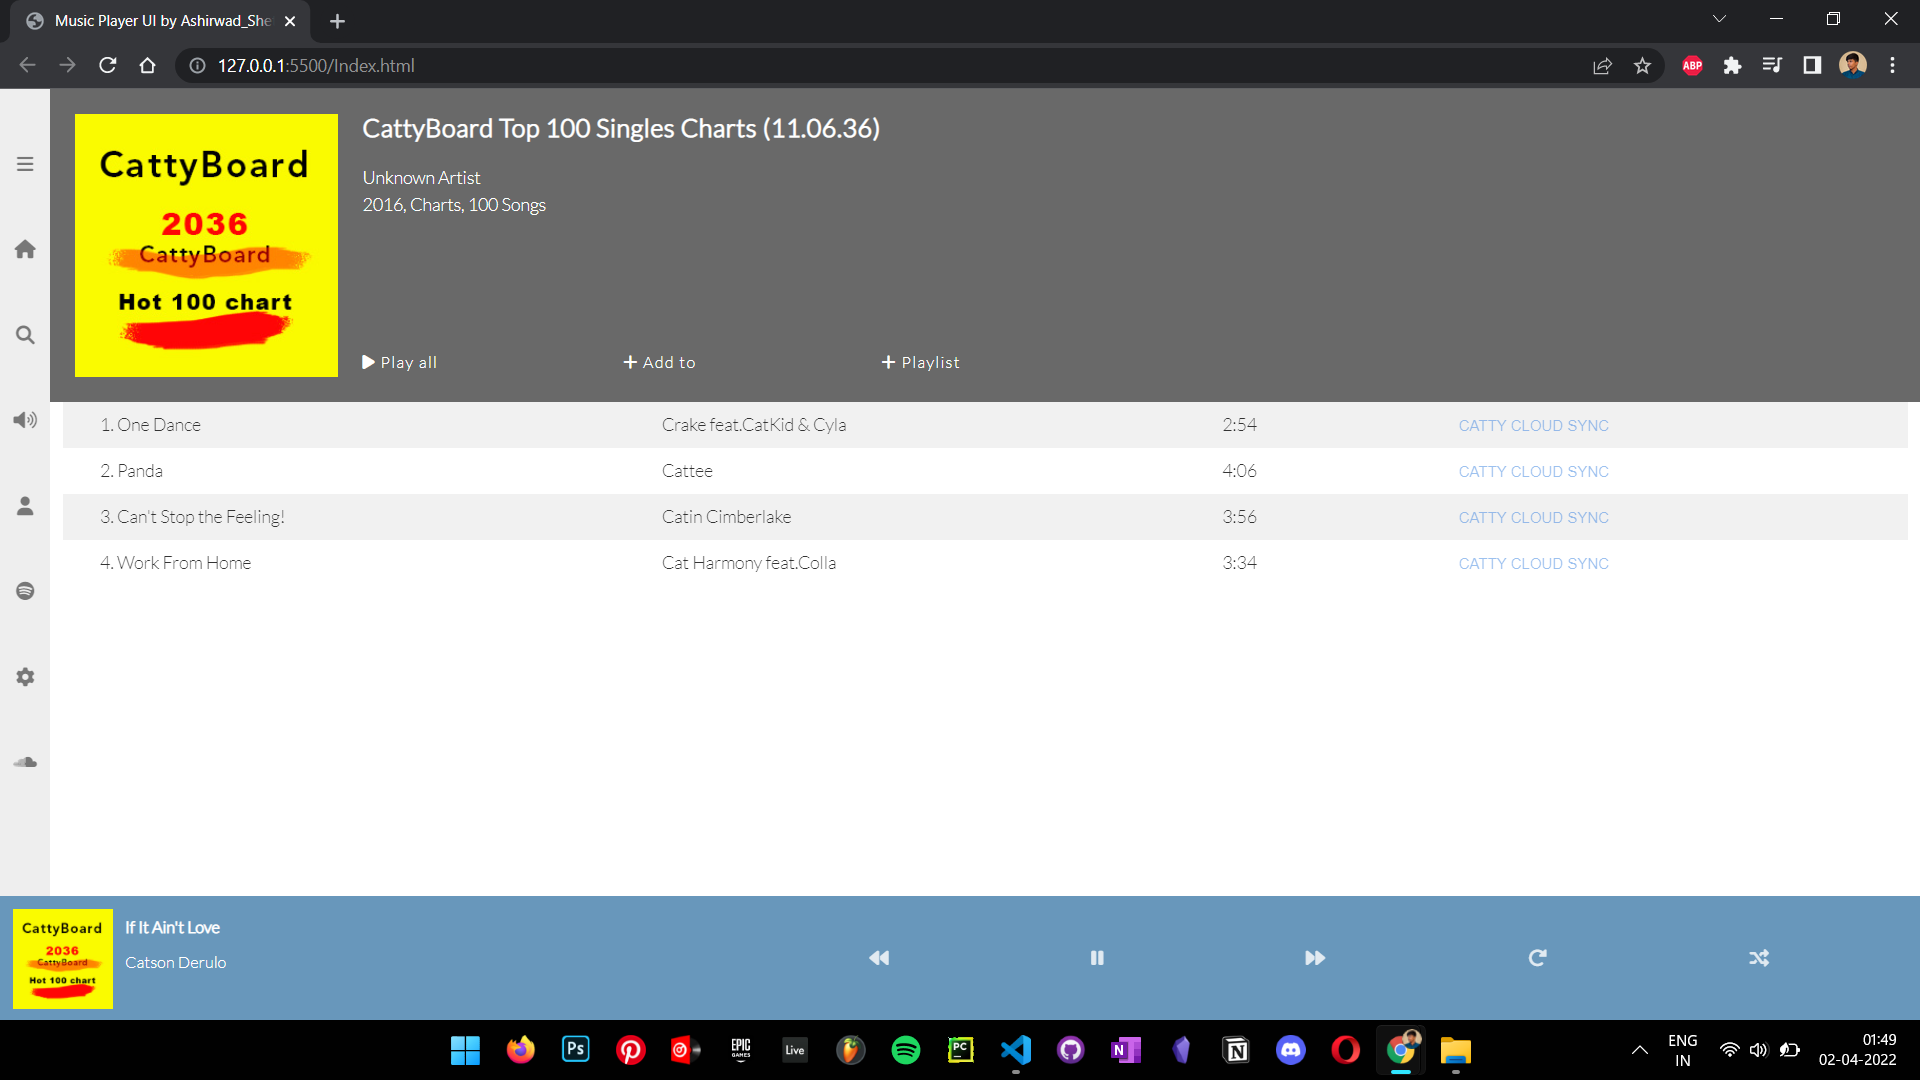 Music Player UI by Ashirwad_She
127.0.0.1:5500/Index.html
ABP
CattyBoard
2036
CattyBoard
Hot 100 chart
CattyBoard Top 100 Singles Charts (11.06.36)
Unknown Artist
2016, Charts, 100 Songs
Play all
Add to
Playlist
1. One Dance Crake feat.CatKid & Cyla 2:54 CATTY CLOUD SYNC
2. Panda Cattee 4:06 CATTY CLOUD SYNC
3. Can't Stop the Feeling! Catin Cimberlake 3:56 CATTY CLOUD SYNC
4. Work From Home Cat Harmony feat.Colla 3:34 CATTY CLOUD SYNC
CattyBoard
2036
CattyBoard
Hot 100 chart
If It Ain't Love
Catson Derulo
Ps
EPIC
GAMES
Live
PC
N
ENG
IN
01:49
02-04-2022